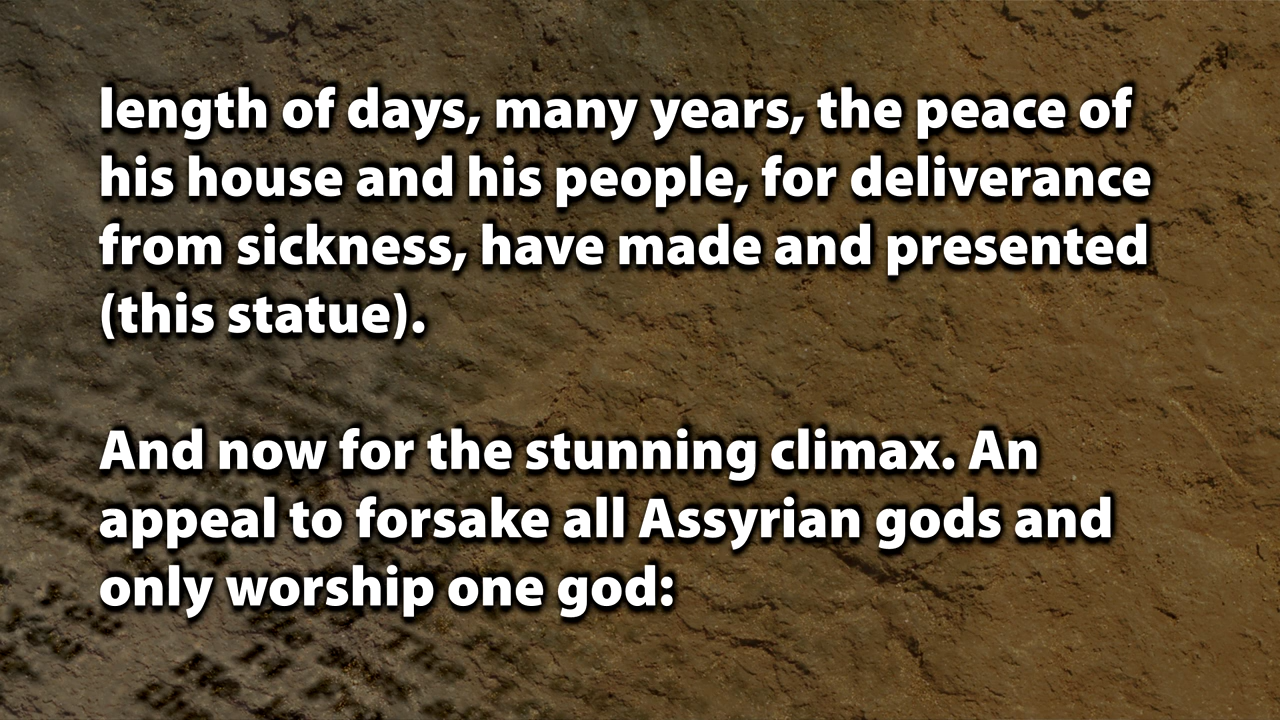 length of days, many years, the peace of
his house and his people, for deliverance
from sickness, have made and presented
(this statue).
And now for the stunning climax. An
appeal to forsake all Assyrian gods and
only worship one god: